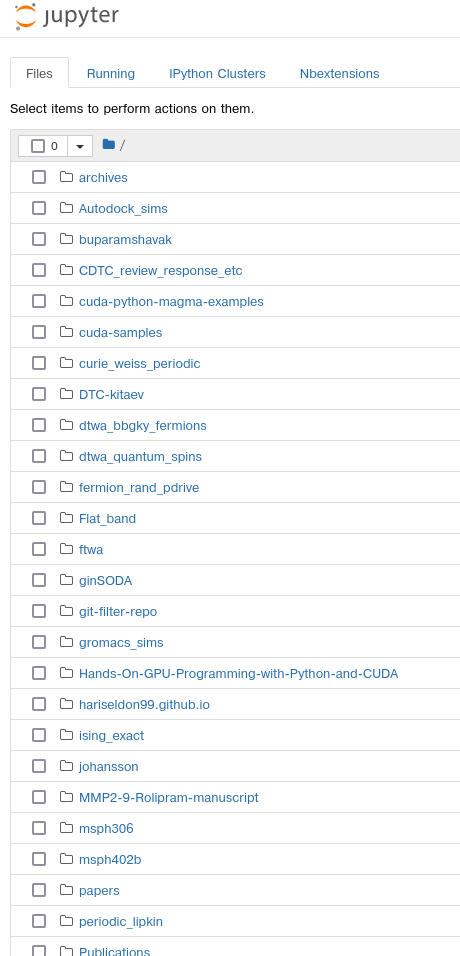 jupyter
Files Running IPython Clusters Nbextensions
Select items to perform actions on them.
0 /
archives
Autodock_sims
buparamshavak
CDTC_review_response_etc
cuda-python-magma-examples
cuda-samples
curie_weiss_periodic
DTC-kitaev
dtwa_bbgky_fermions
dtwa_quantum_spins
fermion_rand_pdrive
Flat_band
ftwa
ginSODA
git-filter-repo
gromacs_sims
Hands-On-GPU-Programming-with-Python-and-CUDA
hariseldon99.github.io
ising_exact
johansson
MMP2-9-Rolipram-manuscript
msph306
msph402b
papers
periodic_lipkin
Publications